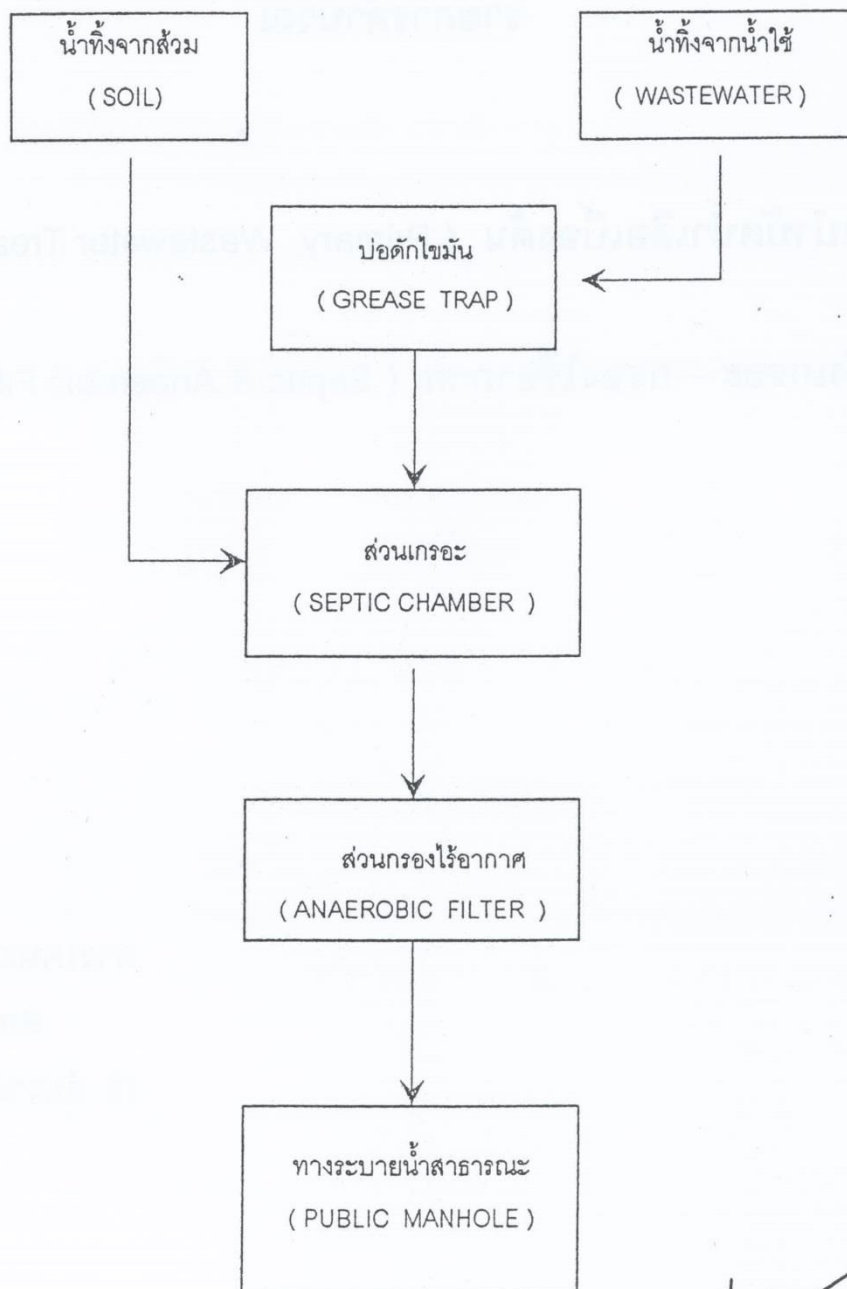 น้ำทิ้งจากส้วม
( SOIL)
น้ำทิ้งจากน้ำใช้
( WASTEWATER )
บ่อดักไขมัน
( GREASE TRAP )
ส่วนเกรอะ
( SEPTIC CHAMBER )
ส่วนกรองไร้อากาศ
( ANAEROBIC FILTER )
ทางระบายน้ำสาธารณะ
( PUBLIC MANHOLE )